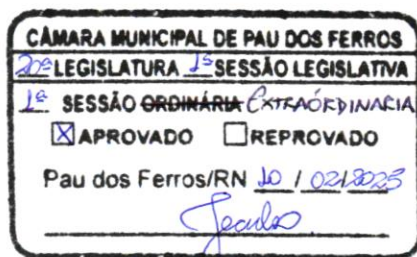 CÂMARA MUNICIPAL DE PAU DOS FERROS
20ª LEGISLATURA 1ª SESSÃO LEGISLATIVA
1ª SESSÃO ORDINÁRIA EXTRAÓRDINARIA
☒ APROVADO ☐ REPROVADO
Pau dos Ferros/RN 10 / 02/2025